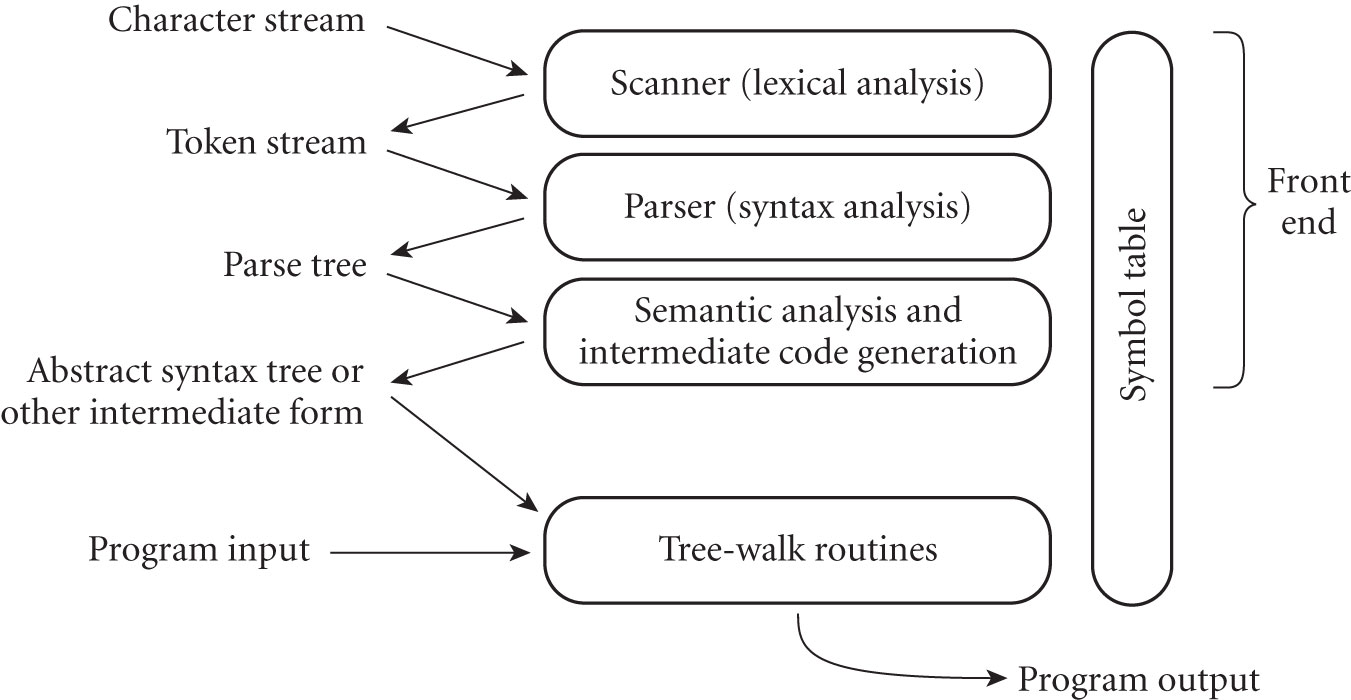 Character stream
Scanner (lexical analysis)
Token stream
Parser (syntax analysis)
Parse tree
Semantic analysis and
intermediate code generation
Abstract syntax tree or
other intermediate form
Program input
Tree-walk routines
Program output
Symbol table
Front
end